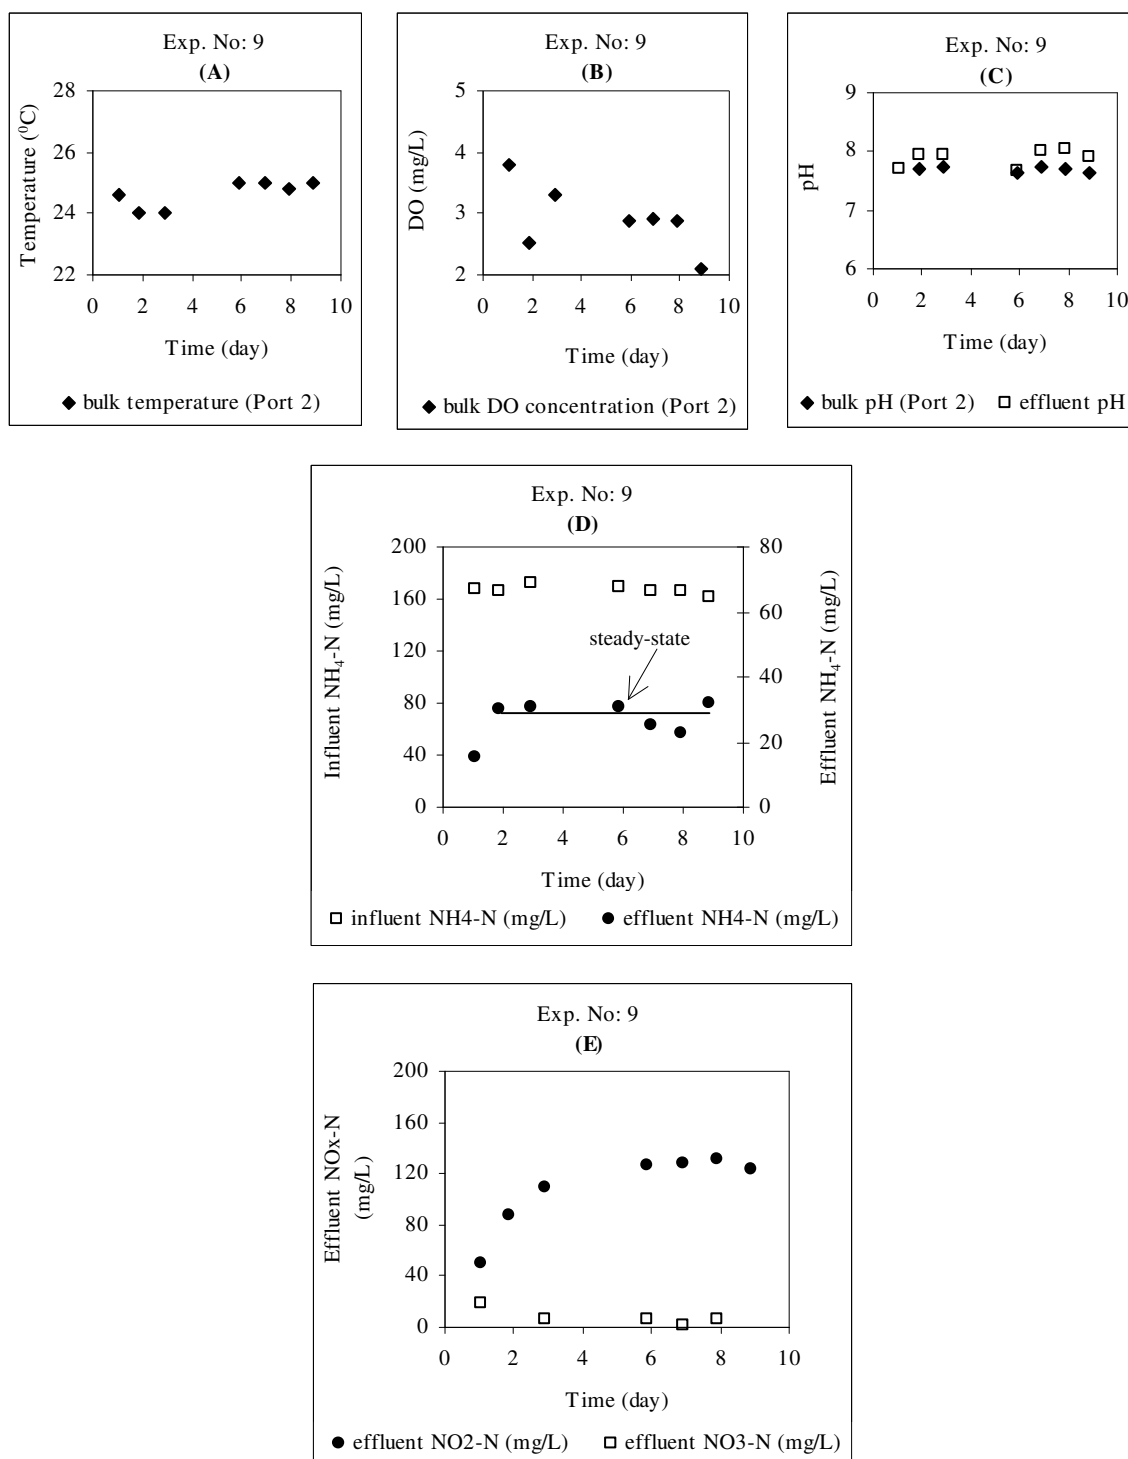 Exp. No: 9
(A)
Temperature (⁰C)
28
26
24
22
0 2 4 6 8 10
Time (day)
bulk temperature (Port 2)
Exp. No: 9
(B)
DO (mg/L)
5
4
3
2
0 2 4 6 8 10
Time (day)
bulk DO concentration (Port 2)
Exp. No: 9
(C)
pH
9
8
7
6
0 2 4 6 8 10
Time (day)
bulk pH (Port 2) effluent pH
Exp. No: 9
(D)
Influent NH₄-N (mg/L)
200
160
120
80
40
0
steady-state
80
60
40
20
0
Effluent NH₄-N (mg/L)
0 2 4 6 8 10
Time (day)
influent NH4-N (mg/L) effluent NH4-N (mg/L)
Exp. No: 9
(E)
Effluent NOx-N
(mg/L)
200
160
120
80
40
0
0 2 4 6 8 10
Time (day)
effluent NO2-N (mg/L) effluent NO3-N (mg/L)